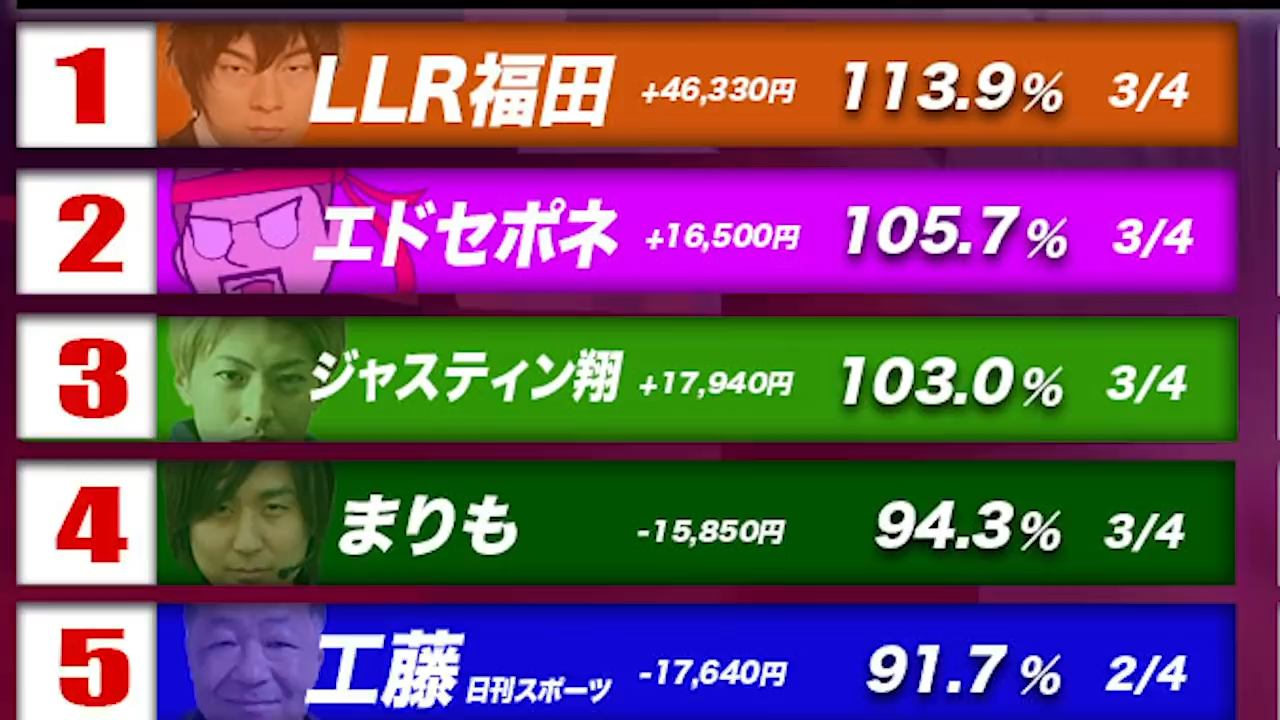 1 LLR福田 +46,330円 113.9% 3/4
2 エドセポネ +16,500円 105.7% 3/4
3 ジャスティン翔 +17,940円 103.0% 3/4
4 まりも -15,850円 94.3% 3/4
5 工藤 日刊スポーツ -17,640円 91.7% 2/4